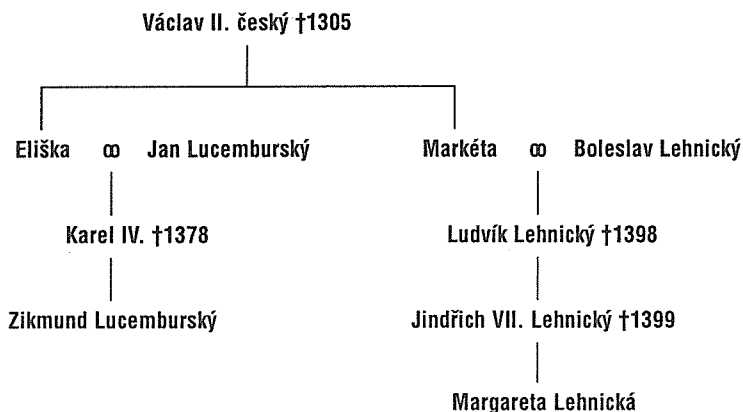 Václav II. český †1305
Eliška ꝏ Jan Lucemburský Markéta ꝏ Boleslav Lehnický
Karel IV. †1378 Ludvík Lehnický †1398
Zikmund Lucemburský Jindřich VII. Lehnický †1399
Margareta Lehnická